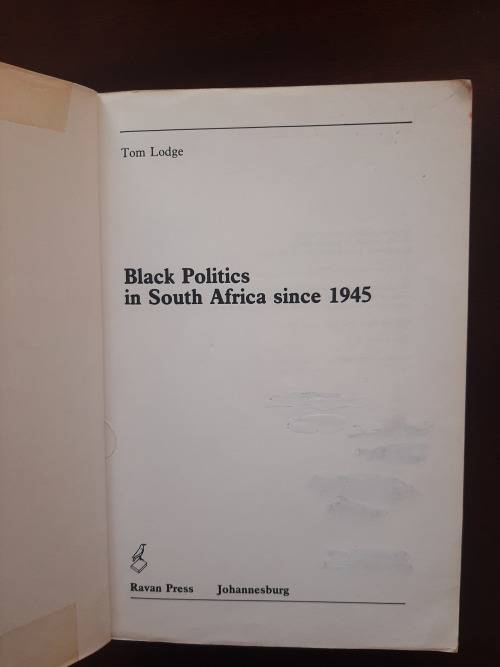 Tom Lodge
Black Politics
in South Africa since 1945
Ravan Press Johannesburg